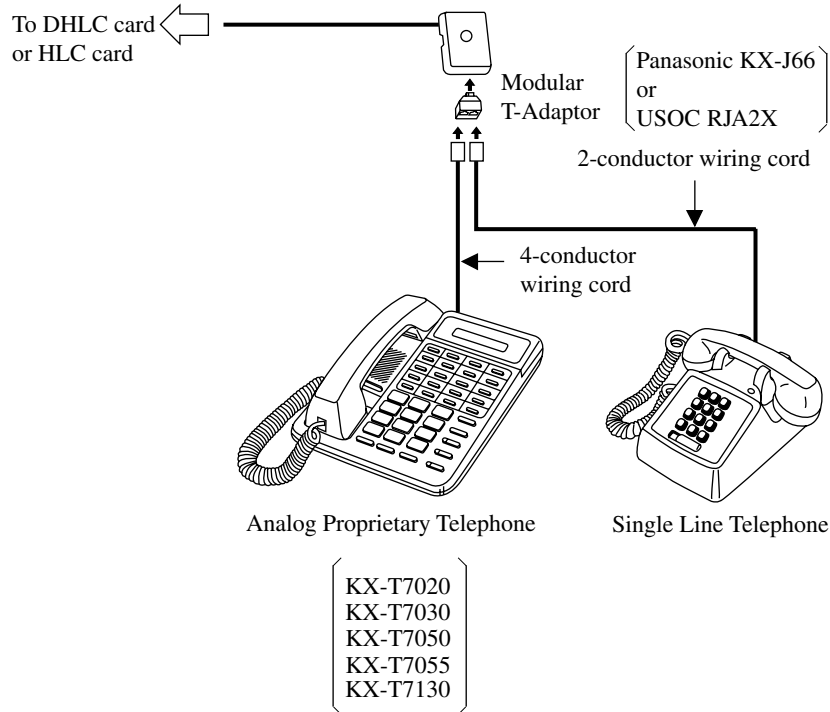 To DHLC card
or HLC card
Modular
T-Adaptor
Panasonic KX-J66
or
USOC RJA2X
2-conductor wiring cord
4-conductor
wiring cord
Analog Proprietary Telephone
Single Line Telephone
KX-T7020
KX-T7030
KX-T7050
KX-T7055
KX-T7130